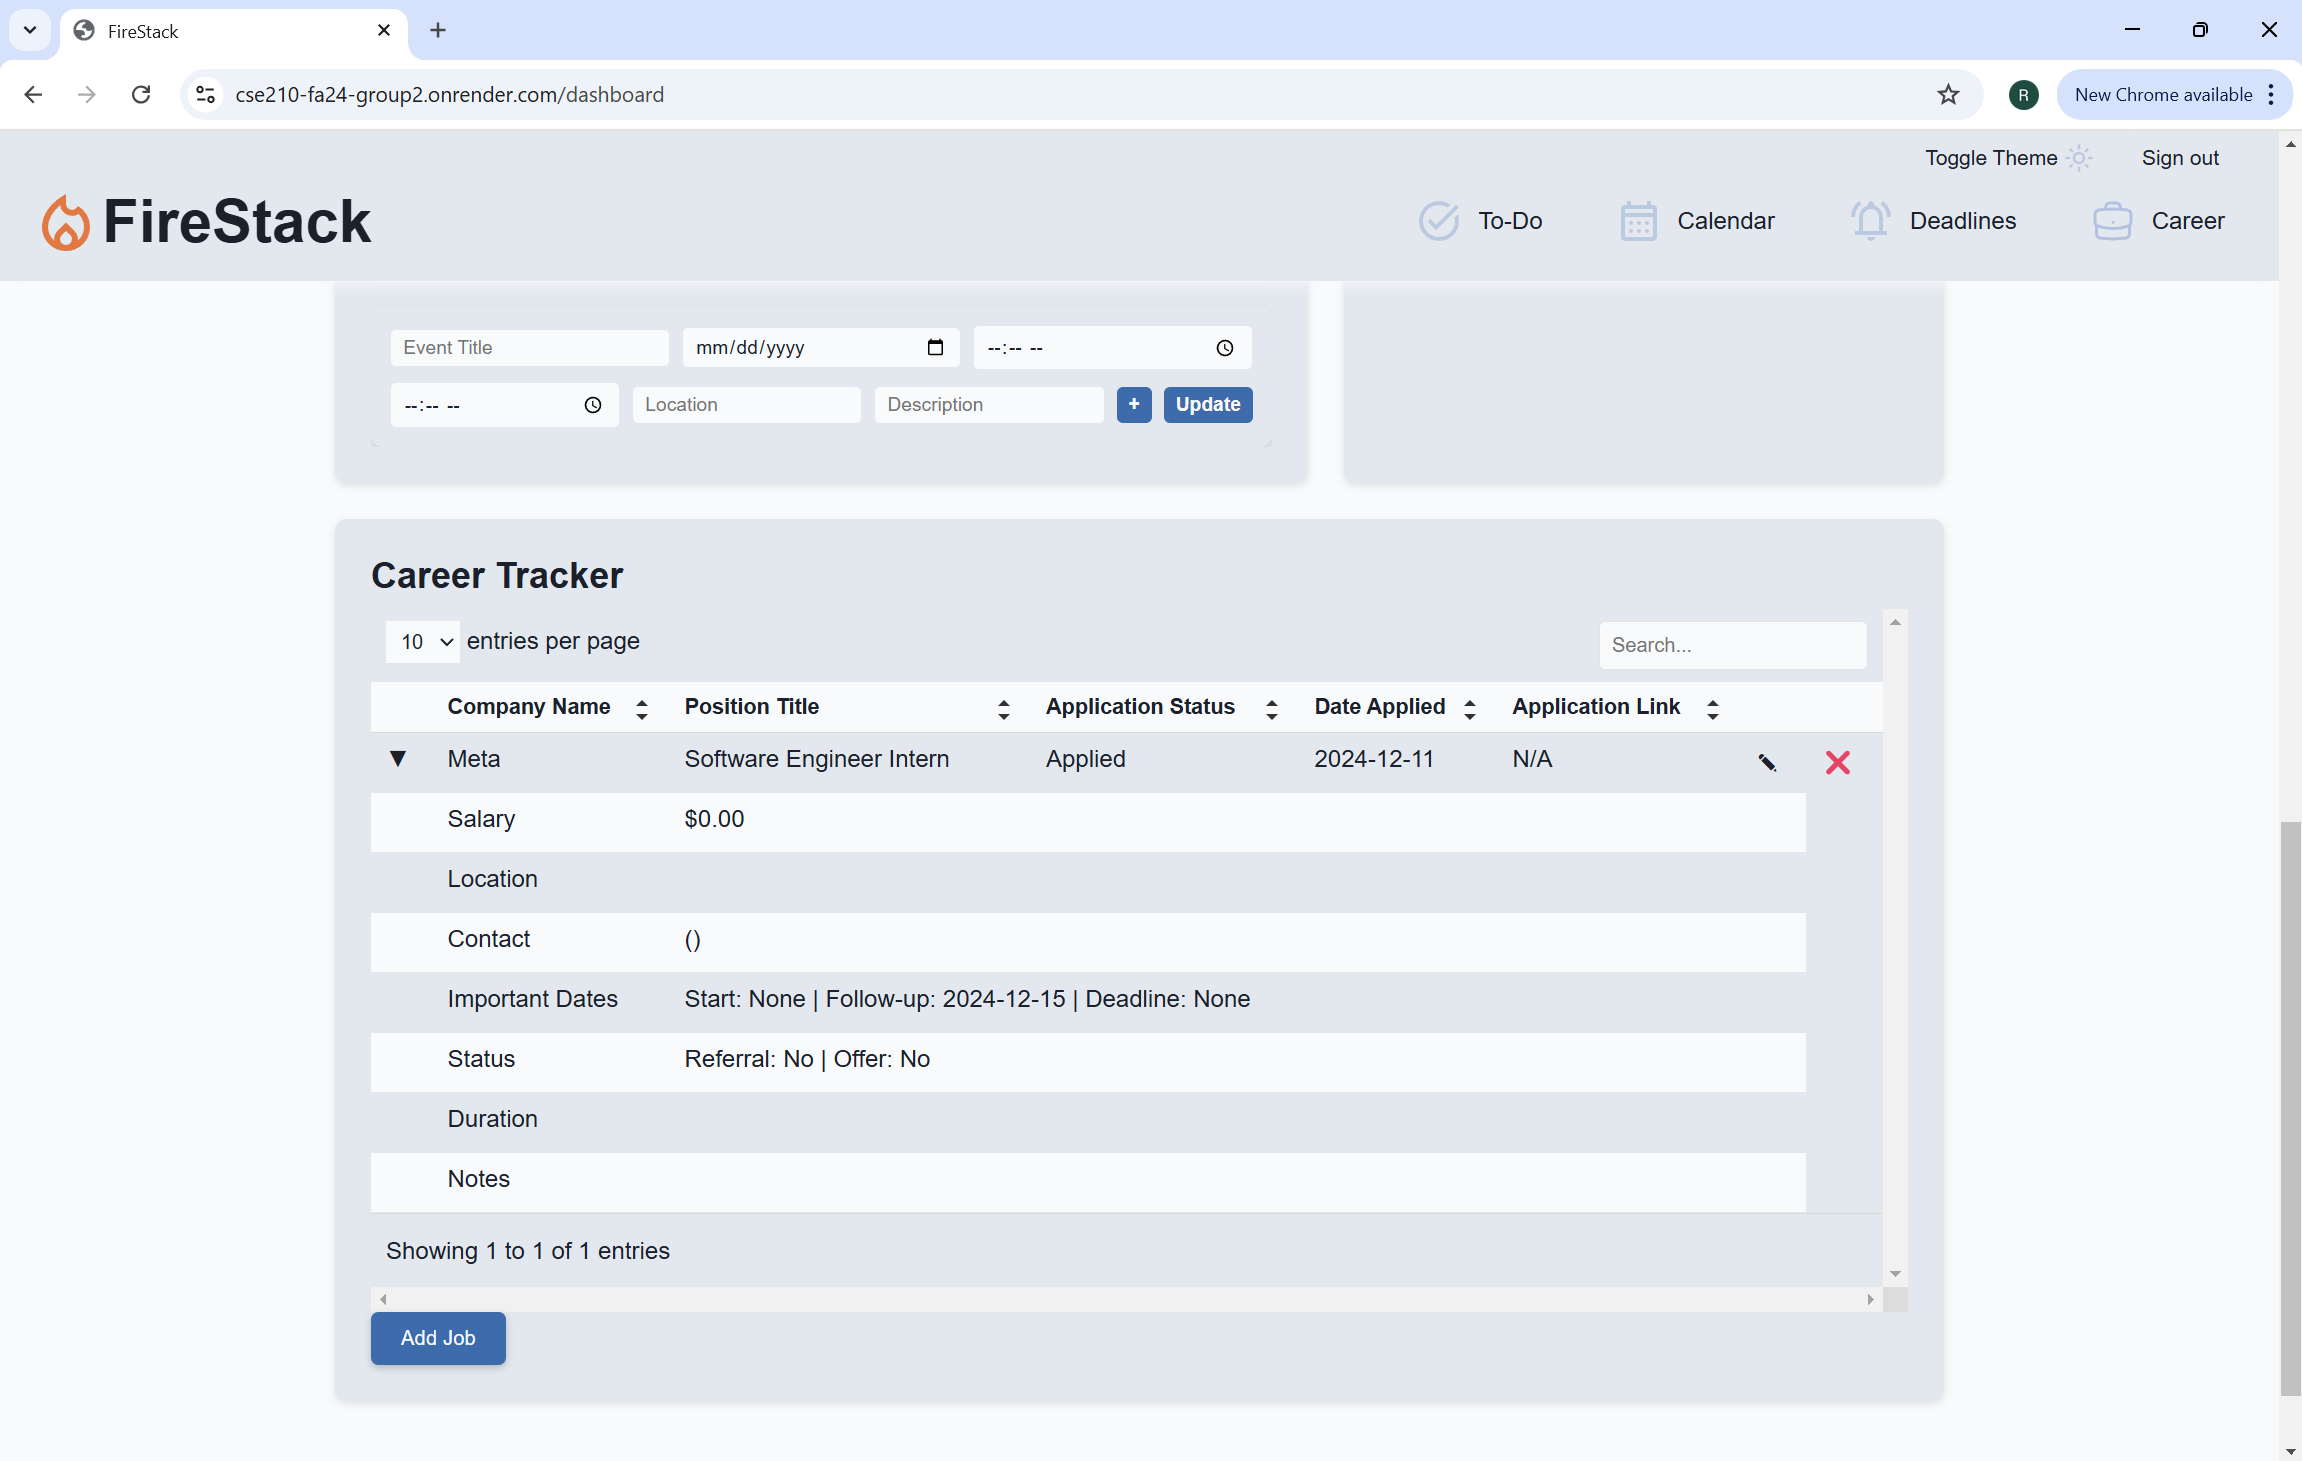 FireStack
cse210-fa24-group2.onrender.com/dashboard
R
New Chrome available
Toggle Theme
Sign out
FireStack
To-Do
Calendar
Deadlines
Career
Event Title
mm/dd/yyyy
--:-- --
--:-- --
Location
Description
+
Update
Career Tracker
10 entries per page
Search...
Company Name Position Title Application Status Date Applied Application Link
▼ Meta Software Engineer Intern Applied 2024-12-11 N/A
Salary $0.00
Location
Contact ()
Important Dates Start: None | Follow-up: 2024-12-15 | Deadline: None
Status Referral: No | Offer: No
Duration
Notes
Showing 1 to 1 of 1 entries
Add Job